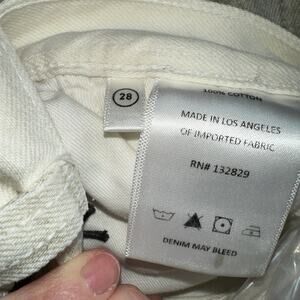 28
100% COTTON
MADE IN LOS ANGELES
OF IMPORTED FABRIC
RN# 132829
DENIM MAY BLEED